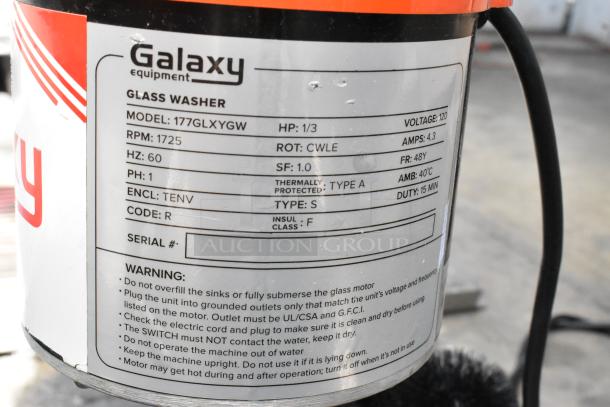 Galaxy
equipment
GLASS WASHER
MODEL: 177GLXYGW HP: 1/3 VOLTAGE: 120
RPM: 1725 ROT: CWLE AMPS: 4.3
HZ: 60 SF: 1.0 FR: 48Y
PH: 1 THERMALLY PROTECTED: TYPE A AMB: 40°C
ENCL: TENV TYPE: S DUTY: 15 MIN
CODE: R INSUL CLASS: F
SERIAL #:
AUCTION GROUP
WARNING:
• Do not overfill the sinks or fully submerse the glass motor
• Plug the unit into grounded outlets only that match the unit's voltage and frequency
listed on the motor. Outlet must be UL/CSA and G.F.C.I.
• Check the electric cord and plug to make sure it is clean and dry before using.
• The SWITCH must NOT contact the water, keep it dry.
• Do not operate the machine out of water
• Keep the machine upright. Do not use it if it is lying down.
• Motor may get hot during and after operation; turn it off when it's not in use
xy